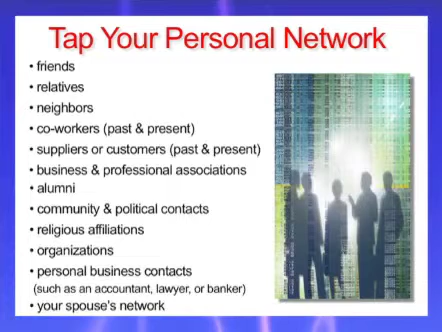 Tap Your Personal Network
• friends
• relatives
• neighbors
• co-workers (past & present)
• suppliers or customers (past & present)
• business & professional associations
• alumni
• community & political contacts
• religious affiliations
• organizations
• personal business contacts
(such as an accountant, lawyer, or banker)
• your spouse's network